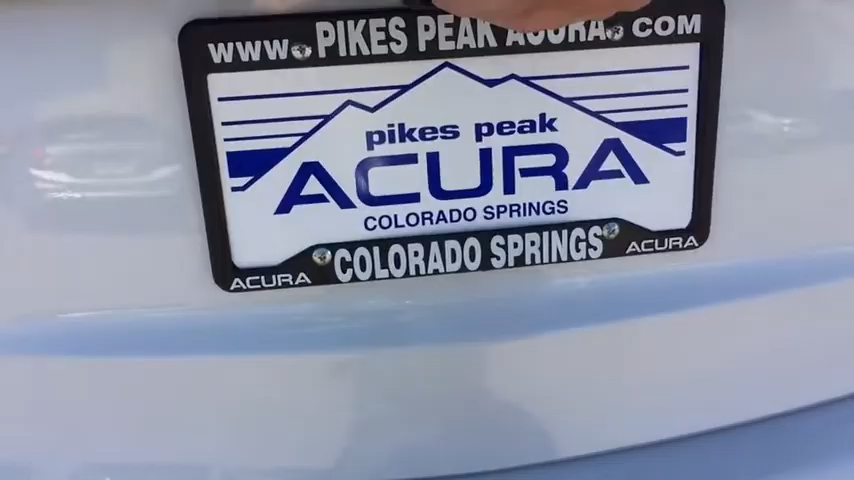 WWW. PIKES PEAK ACURA. COM
pikes peak
ACURA
COLORADO SPRINGS
ACURA COLORADO SPRINGS ACURA